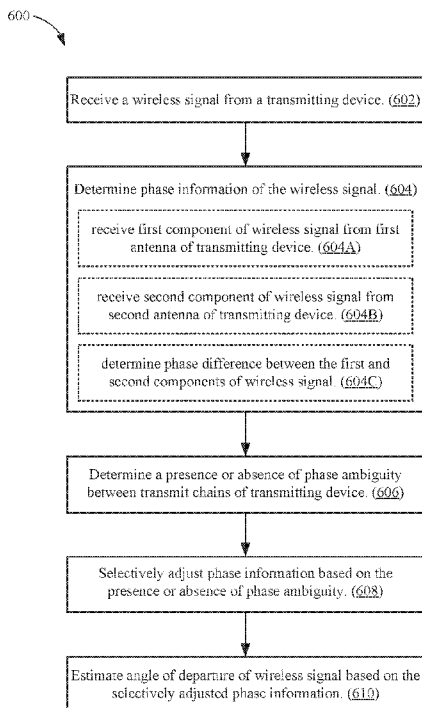 600
Receive a wireless signal from a transmitting device. (602)
Determine phase information of the wireless signal. (604)
receive first component of wireless signal from first
antenna of transmitting device. (604A)
receive second component of wireless signal from
second antenna of transmitting device. (604B)
determine phase difference between the first and
second components of wireless signal. (604C)
Determine a presence or absence of phase ambiguity
between transmit chains of transmitting device. (606)
Selectively adjust phase information based on the
presence or absence of phase ambiguity. (608)
Estimate angle of departure of wireless signal based on the
selectively adjusted phase information. (610)